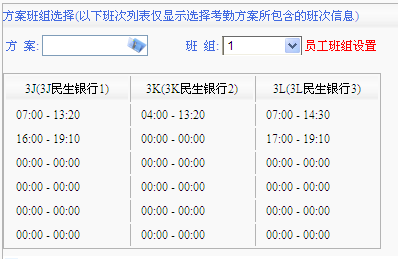 方案班组选择(以下班次列表仅显示选择考勤方案所包含的班次信息)
方 案: 班 组: 1 员工班组设置
3J(3J民生银行1) 3K(3K民生银行2) 3L(3L民生银行3)
07:00 - 13:20 04:00 - 13:20 07:00 - 14:30
16:00 - 19:10 00:00 - 00:00 17:00 - 19:10
00:00 - 00:00 00:00 - 00:00 00:00 - 00:00
00:00 - 00:00 00:00 - 00:00 00:00 - 00:00
00:00 - 00:00 00:00 - 00:00 00:00 - 00:00
00:00 - 00:00 00:00 - 00:00 00:00 - 00:00